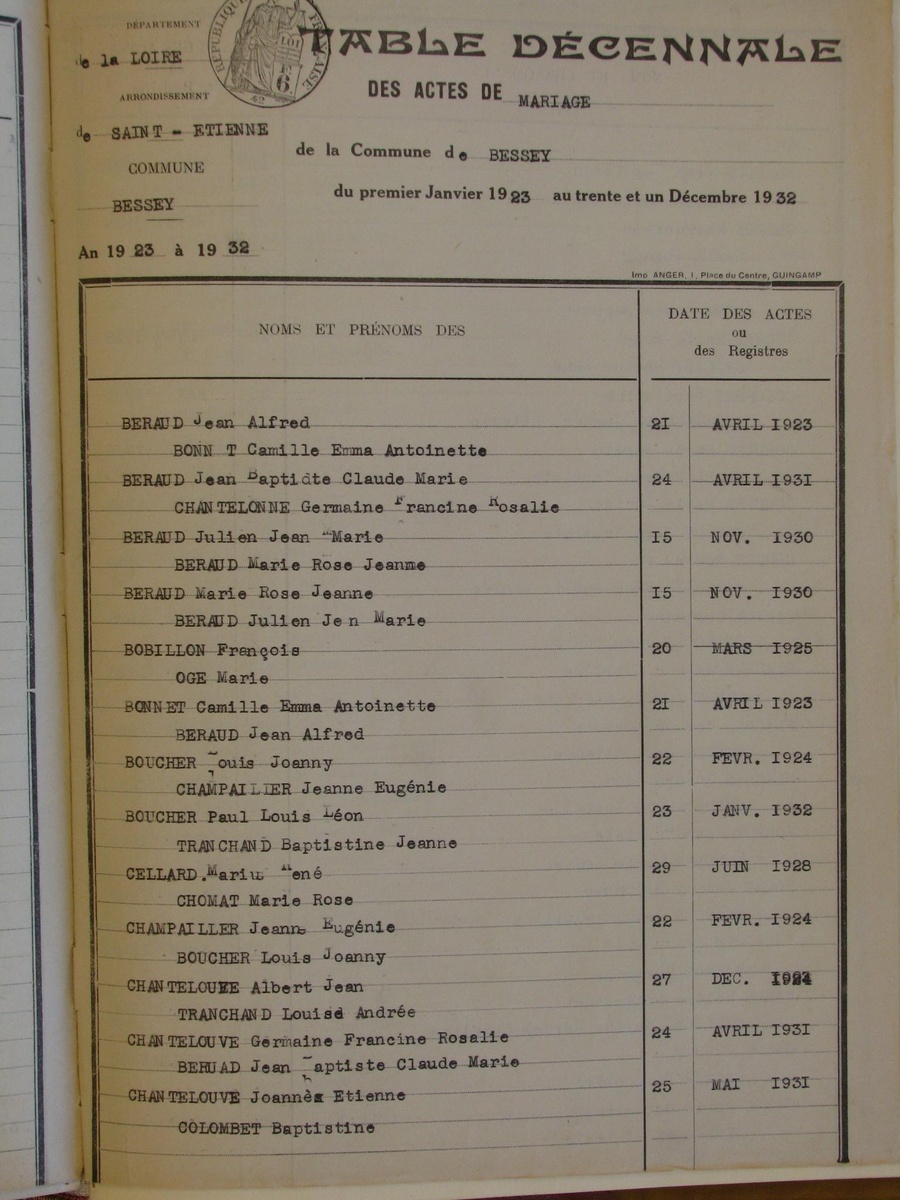 DÉPARTEMENT
de la LOIRE
ARRONDISSEMENT
de SAINT - ETIENNE
COMMUNE
BESSEY
An 1923 à 1932
RÉPUBLIQUE FRANÇAISE
TABLE DÉCENNALE
DES ACTES DE MARIAGE
de la Commune de BESSEY
du premier Janvier 1923 au trente et un Décembre 1932
Imp ANGER, 1, Place du Centre, GUINGAMP
NOMS ET PRÉNOMS DES
DATE DES ACTES
ou
des Registres
BERAUD Jean Alfred 21 AVRIL 1923
BONN T Camille Emma Antoinette
BERAUD Jean Baptidte Claude Marie 24 AVRIL 1931
CHANTELONNE Germaine Francine Rosalie
BERAUD Julien Jean Marie 15 NOV. 1930
BERAUD Marie Rose Jeanne
BERAUD Marie Rose Jeanne 15 NOV. 1930
BERAUD Julien Je n Marie
BOBILLON François 20 MARS 1925
OGE Marie
BONNET Camille Emma Antoinette 21 AVRIL 1923
BERAUD Jean Alfred
BOUCHER Louis Joanny 22 FEVR. 1924
CHAMPAILIER Jeanne Eugénie
BOUCHER Paul Louis Léon 23 JANV. 1932
TRANCHAND Baptistine Jeanne
CELLARD.Marius René 29 JUIN 1928
CHOMAT Marie Rose
CHAMPAILLER Jeanne Eugénie 22 FEVR. 1924
BOUCHER Louis Joanny
CHANTELOUVE Albert Jean 27 DEC.
TRANCHAND Louise Andrée
CHANTELOUVE Germaine Francine Rosalie 24 AVRIL 1931
BERUAD Jean Baptiste Claude Marie
CHANTELOUVE Joannès Etienne 25 MAI 1931
COLOMBET Baptistine